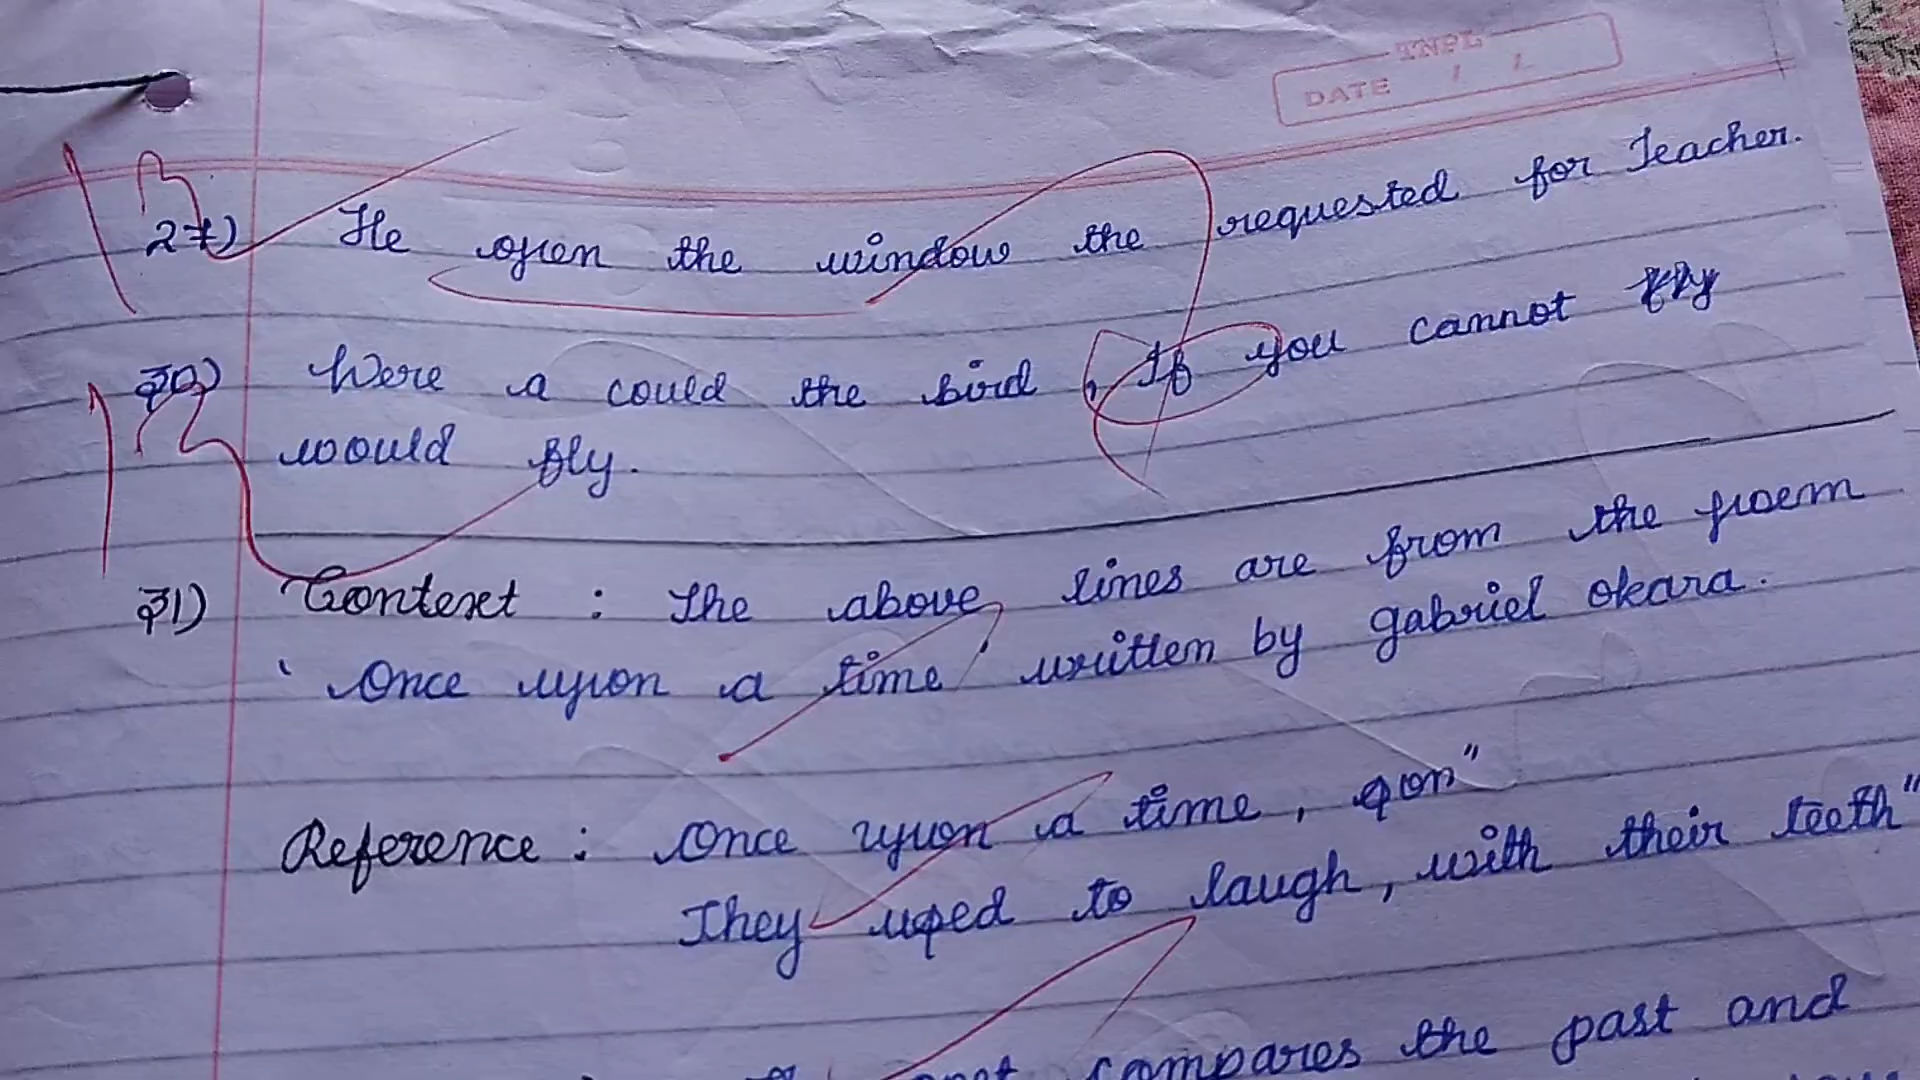 TNPL
DATE / /
27) He open the window the requested for Teacher.
30) Were a could the bird , If you cannot fly
would fly.
31) Context : The above lines are from the poem
' Once upon a time ' written by gabriel okara.
Reference : Once upon a time, son"
They used to laugh, with their teeth"
compares the past and